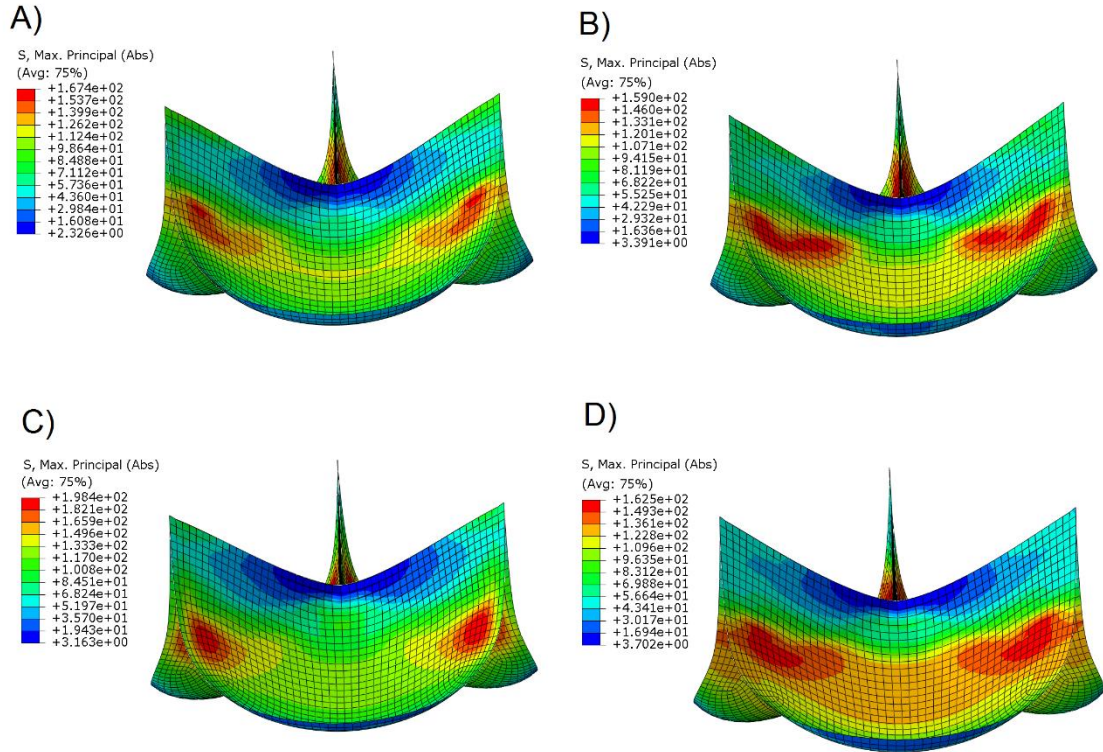 A)
S, Max. Principal (Abs)
(Avg: 75%)
+1.674e+02
+1.537e+02
+1.399e+02
+1.262e+02
+1.124e+02
+9.864e+01
+8.488e+01
+7.112e+01
+5.736e+01
+4.360e+01
+2.984e+01
+1.608e+01
+2.326e+00
B)
S, Max. Principal (Abs)
(Avg: 75%)
+1.590e+02
+1.460e+02
+1.331e+02
+1.201e+02
+1.071e+02
+9.415e+01
+8.119e+01
+6.822e+01
+5.525e+01
+4.229e+01
+2.932e+01
+1.636e+01
+3.391e+00
C)
S, Max. Principal (Abs)
(Avg: 75%)
+1.984e+02
+1.821e+02
+1.659e+02
+1.496e+02
+1.333e+02
+1.170e+02
+1.008e+02
+8.451e+01
+6.824e+01
+5.197e+01
+3.570e+01
+1.943e+01
+3.163e+00
D)
S, Max. Principal (Abs)
(Avg: 75%)
+1.625e+02
+1.493e+02
+1.361e+02
+1.228e+02
+1.096e+02
+9.635e+01
+8.312e+01
+6.988e+01
+5.664e+01
+4.341e+01
+3.017e+01
+1.694e+01
+3.702e+00